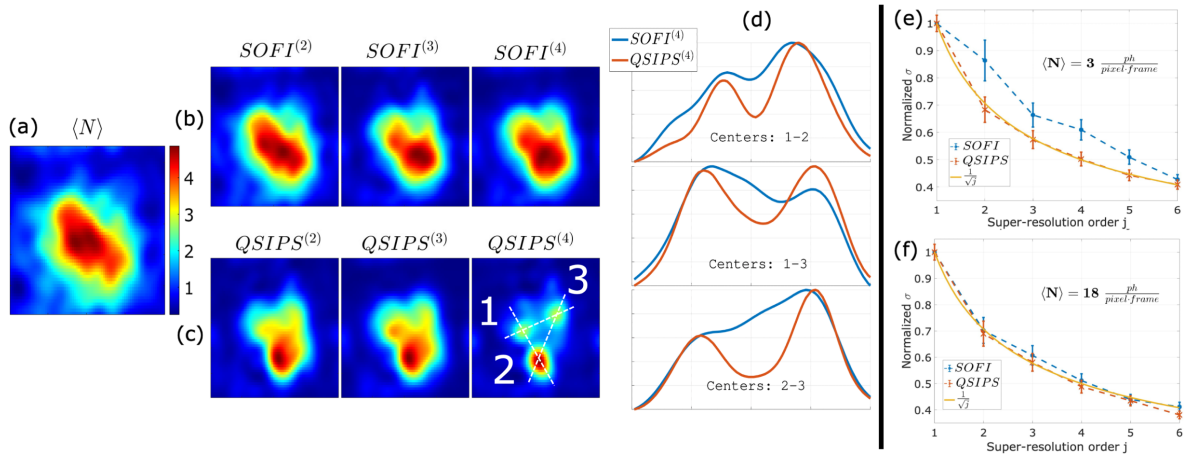 (a)
⟨N⟩
4
3
2
1
(b)
SOFI^(2) SOFI^(3) SOFI^(4)
(c)
QSIPS^(2) QSIPS^(3) QSIPS^(4)
1
2
3
(d)
SOFI^(4)
QSIPS^(4)
Centers: 1-2
Centers: 1-3
Centers: 2-3
(e)
Normalized σ
1
0.9
0.8
0.7
0.6
0.5
0.4
⟨N⟩ = 3 ph/pixel·frame
SOFI
QSIPS
1/√j
1 2 3 4 5 6
Super-resolution order j
(f)
Normalized σ
1
0.9
0.8
0.7
0.6
0.5
0.4
⟨N⟩ = 18 ph/pixel·frame
SOFI
QSIPS
1/√j
1 2 3 4 5 6
Super-resolution order j